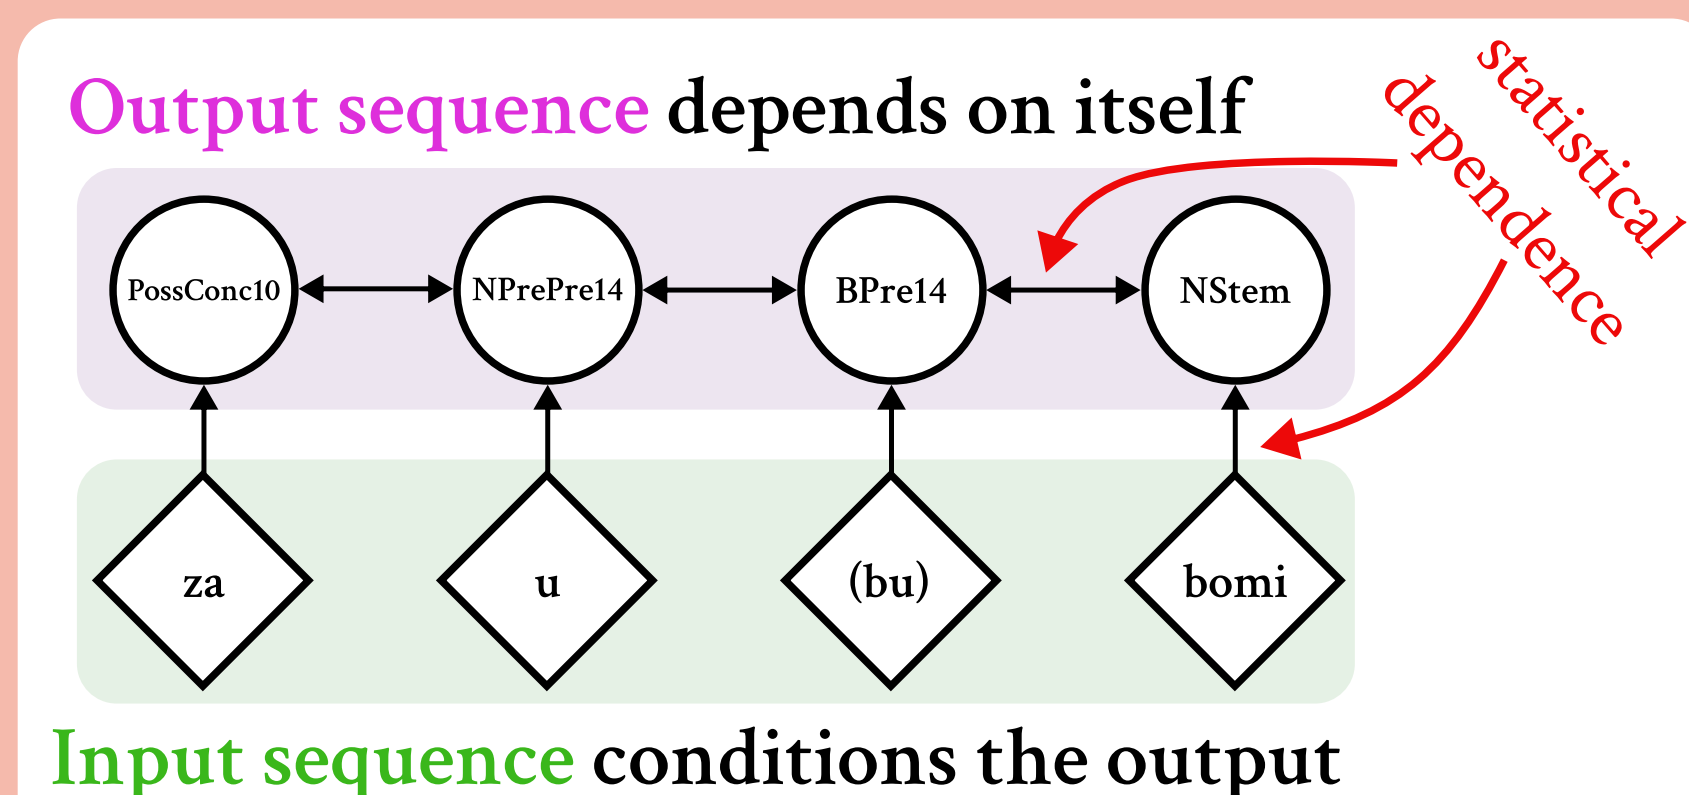 Output sequence depends on itself
statistical
dependence
PossConc10 NPrePre14 BPre14 NStem
za u (bu) bomi
Input sequence conditions the output